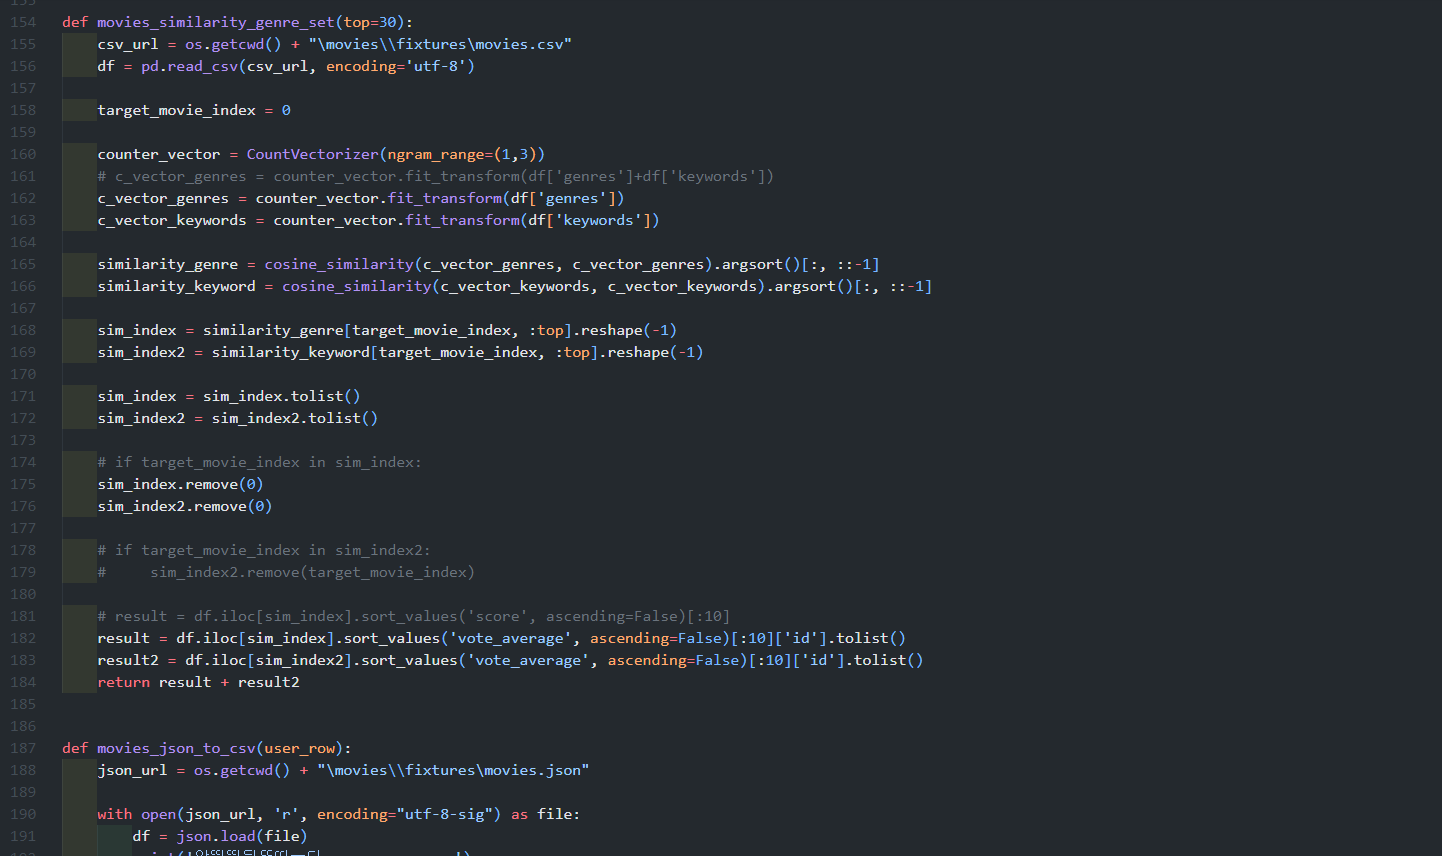 154 def movies_similarity_genre_set(top=30):
155 csv_url = os.getcwd() + "\movies\\fixtures\movies.csv"
156 df = pd.read_csv(csv_url, encoding='utf-8')
157
158 target_movie_index = 0
159
160 counter_vector = CountVectorizer(ngram_range=(1,3))
161 # c_vector_genres = counter_vector.fit_transform(df['genres']+df['keywords'])
162 c_vector_genres = counter_vector.fit_transform(df['genres'])
163 c_vector_keywords = counter_vector.fit_transform(df['keywords'])
164
165 similarity_genre = cosine_similarity(c_vector_genres, c_vector_genres).argsort()[:, ::-1]
166 similarity_keyword = cosine_similarity(c_vector_keywords, c_vector_keywords).argsort()[:, ::-1]
167
168 sim_index = similarity_genre[target_movie_index, :top].reshape(-1)
169 sim_index2 = similarity_keyword[target_movie_index, :top].reshape(-1)
170
171 sim_index = sim_index.tolist()
172 sim_index2 = sim_index2.tolist()
173
174 # if target_movie_index in sim_index:
175 sim_index.remove(0)
176 sim_index2.remove(0)
177
178 # if target_movie_index in sim_index2:
179 #     sim_index2.remove(target_movie_index)
180
181 # result = df.iloc[sim_index].sort_values('score', ascending=False)[:10]
182 result = df.iloc[sim_index].sort_values('vote_average', ascending=False)[:10]['id'].tolist()
183 result2 = df.iloc[sim_index2].sort_values('vote_average', ascending=False)[:10]['id'].tolist()
184 return result + result2
185
186
187 def movies_json_to_csv(user_row):
188 json_url = os.getcwd() + "\movies\\fixtures\movies.json"
189
190 with open(json_url, 'r', encoding="utf-8-sig") as file:
191 df = json.load(file)